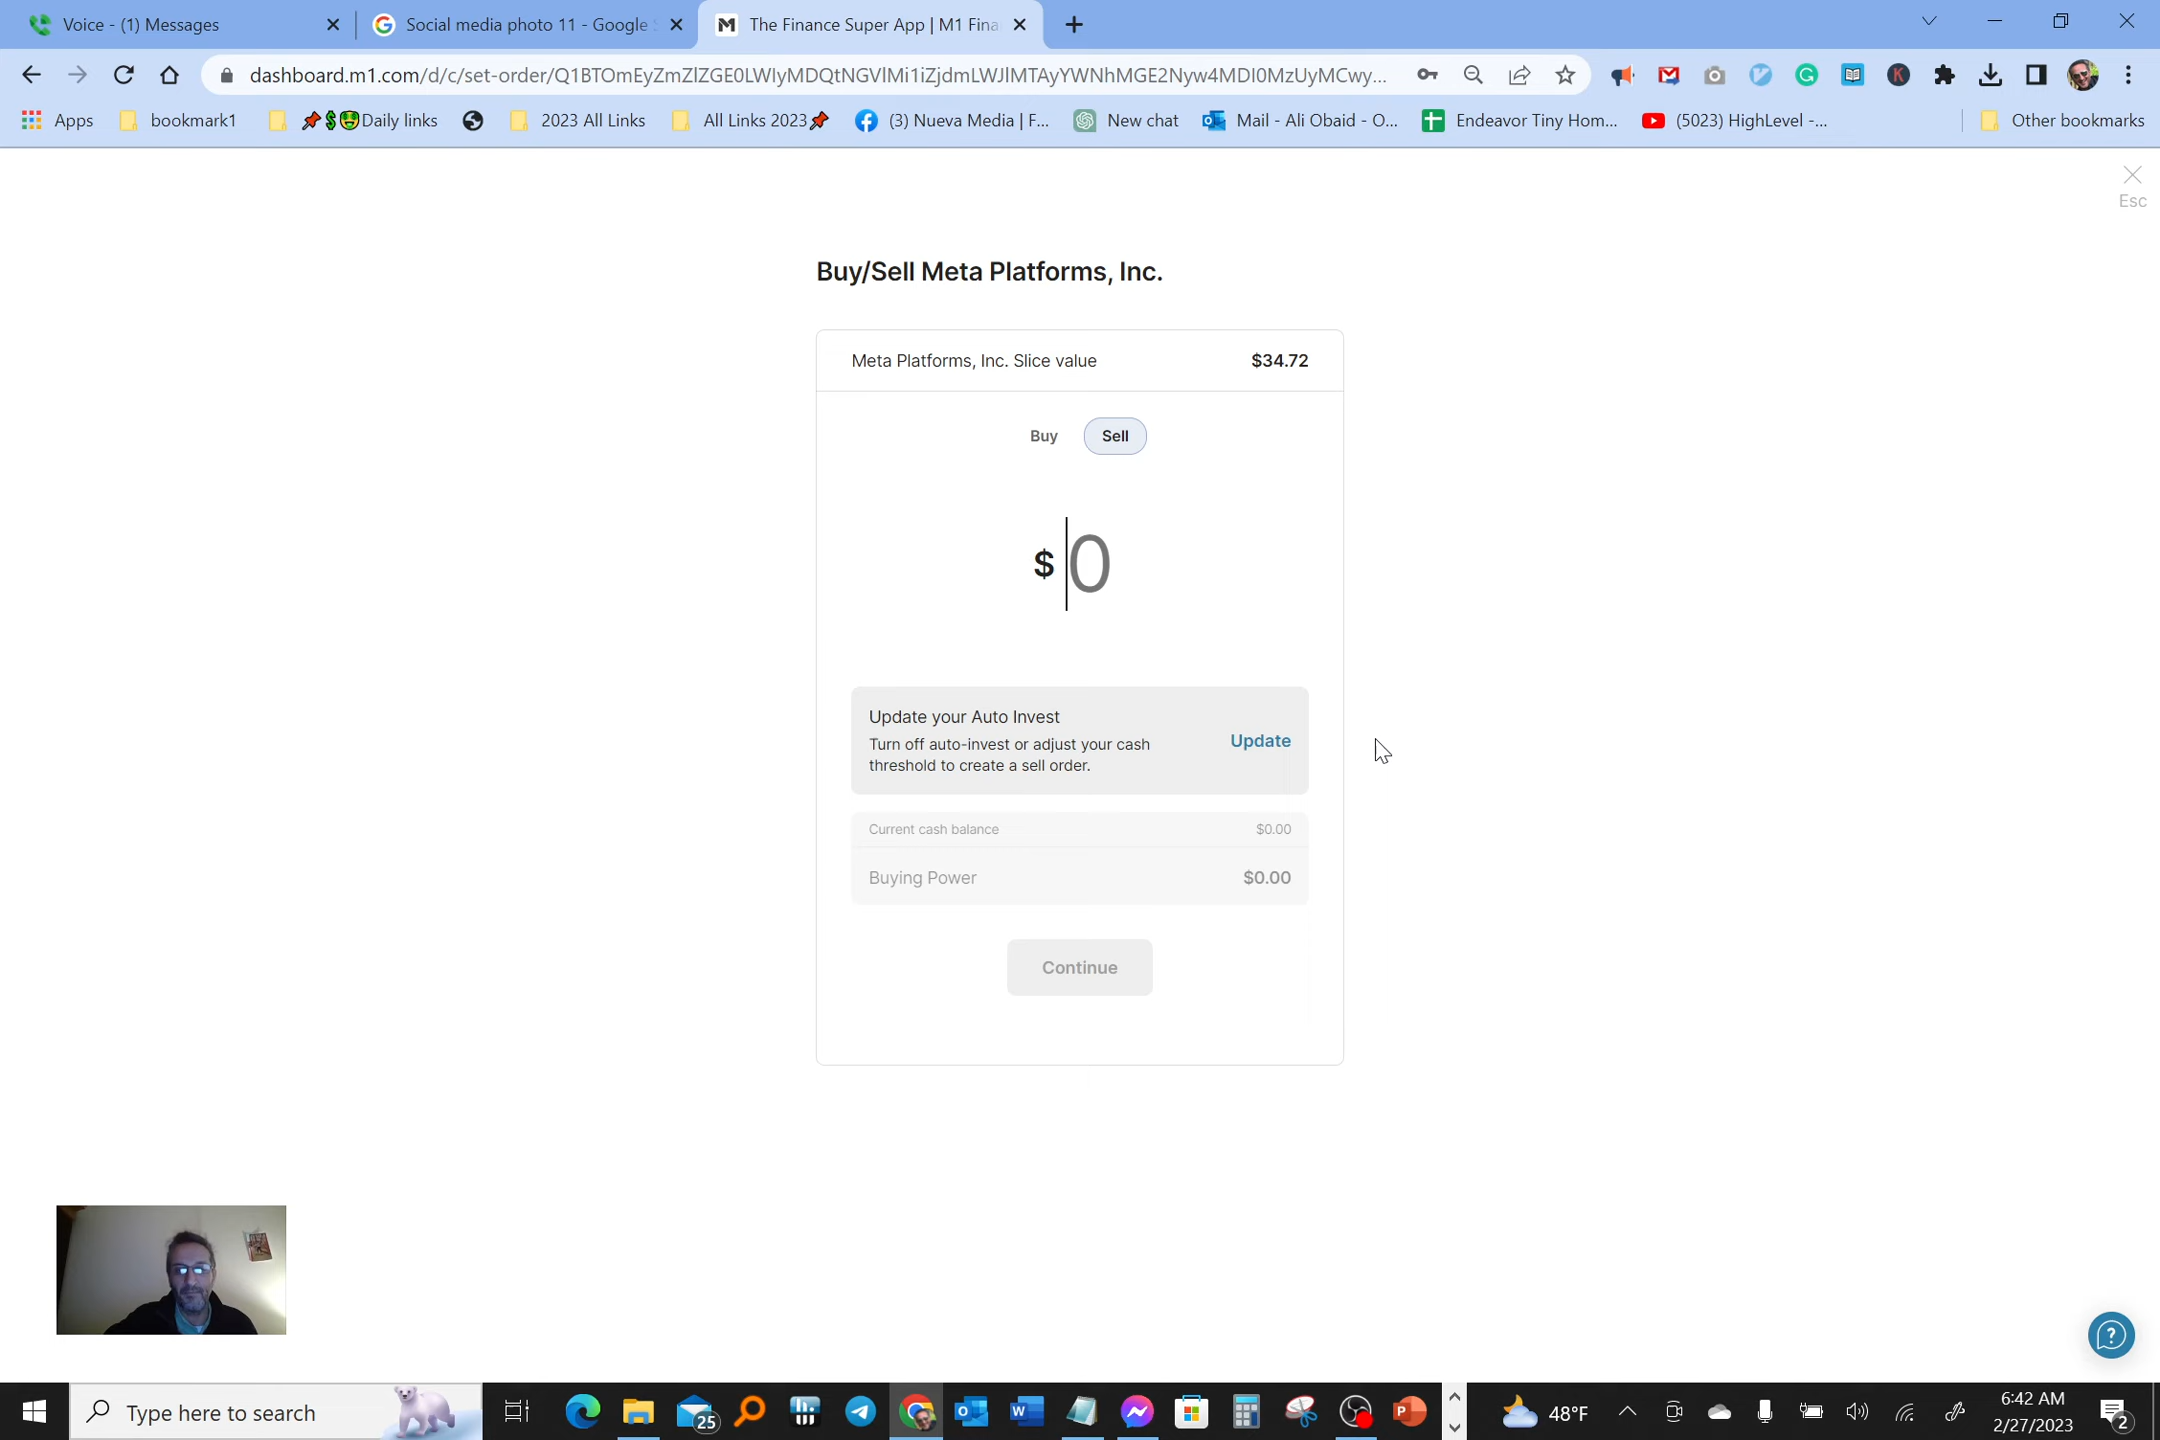 Voice - (1) Messages
Social media photo 11 - Google S
The Finance Super App | M1 Fina
dashboard.m1.com/d/c/set-order/Q1BTOmEyZmZlZGE0LWIyMDQtNGVlMi1iZjdmLWJlMTAyYWNhMGE2Nyw4MDI0MzUyMCwy...
Apps
bookmark1
Daily links
2023 All Links
All Links 2023
(3) Nueva Media | F...
New chat
Mail - Ali Obaid - O...
Endeavor Tiny Hom...
(5023) HighLevel -...
Other bookmarks
Esc
Buy/Sell Meta Platforms, Inc.
Meta Platforms, Inc. Slice value $34.72
Buy Sell
$ 0
Update your Auto Invest
Turn off auto-invest or adjust your cash
threshold to create a sell order.
Update
Current cash balance $0.00
Buying Power $0.00
Continue
Type here to search
25
48°F
6:42 AM
2/27/2023
2